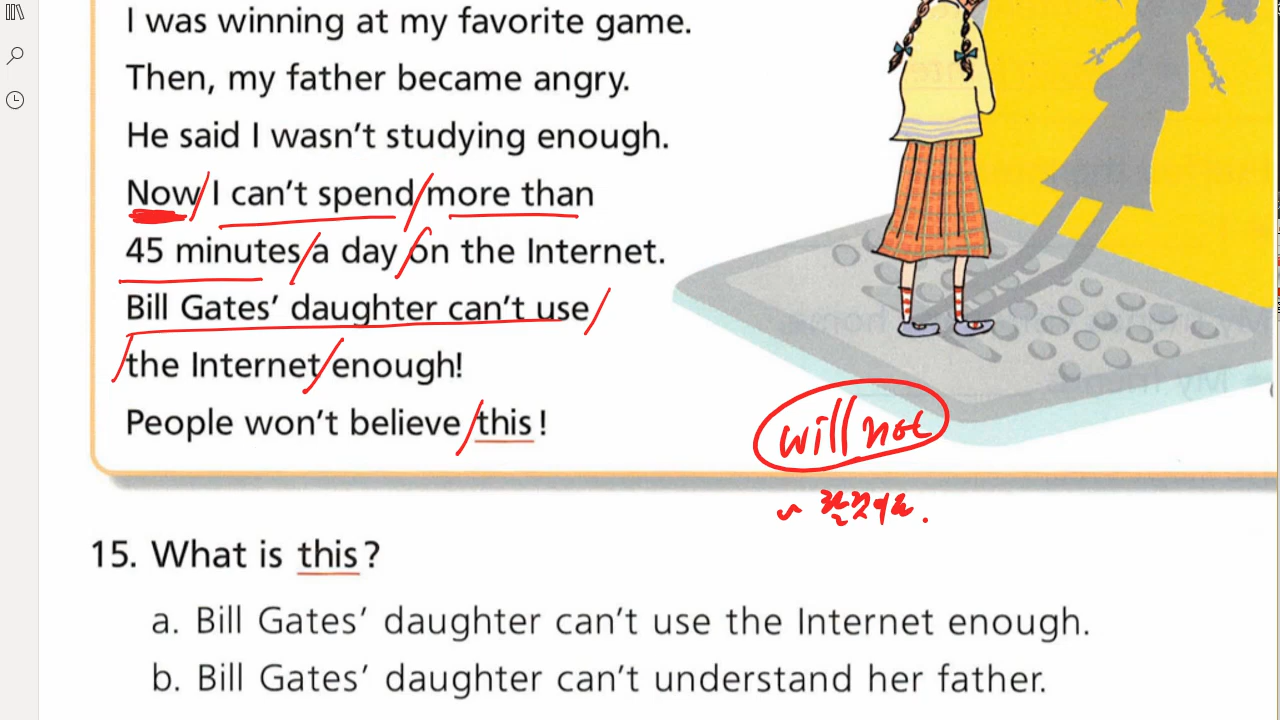 I was winning at my favorite game.
Then, my father became angry.
He said I wasn't studying enough.
Now I can't spend more than
45 minutes a day on the Internet.
Bill Gates' daughter can't use
the Internet enough!
People won't believe this!
will not
15. What is this?
a. Bill Gates' daughter can't use the Internet enough.
b. Bill Gates' daughter can't understand her father.